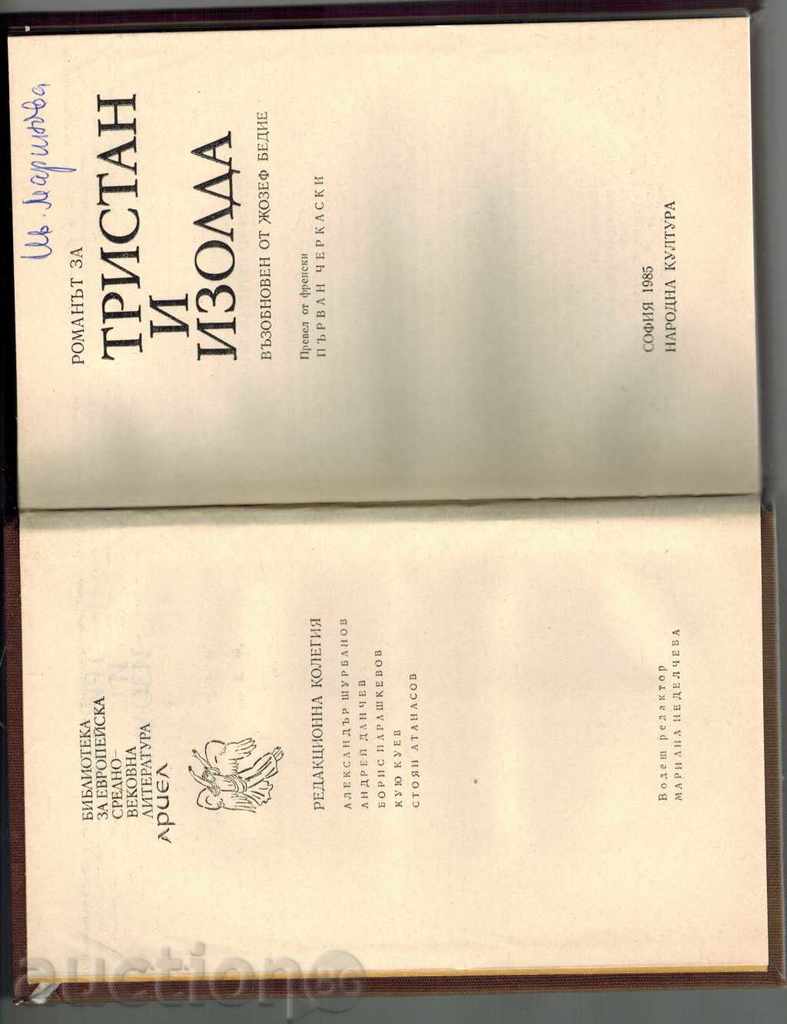 БИБЛИОТЕКА
ЗА ЕВРОПЕЙСКА
СРЕДНО-
ВЕКОВНА
ЛИТЕРАТУРА
АРИЕЛ
РЕДАКЦИОННА КОЛЕГИЯ
АЛЕКСАНДЪР ШУРБАНОВ
АНДРЕЙ ДАНЧЕВ
БОРИС ПАРАШКЕВОВ
КУЮ КУЕВ
СТОЯН АТАНАСОВ
Водещ редактор
МАРИАНА НЕДЕЛЧЕВА
Ив. Маринова
РОМАНЪТ ЗА
ТРИСТАН
И
ИЗОЛДА
ВЪЗОБНОВЕН ОТ ЖОЗЕФ БЕДИЕ
Превел от френски
ПЪРВАН ЧЕРКАСКИ
СОФИЯ 1985
НАРОДНА КУЛТУРА
auction.bg